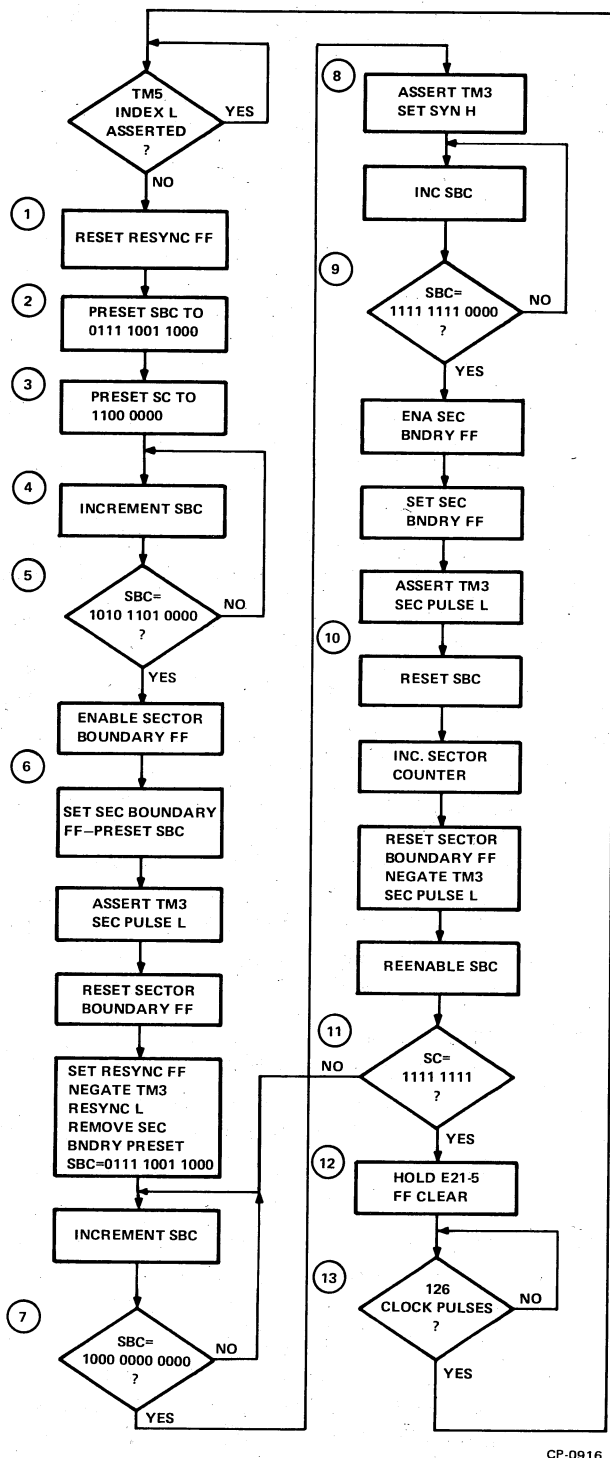 TM5
INDEX L
ASSERTED
?
YES
NO
1
RESET RESYNC FF
2
PRESET SBC TO
0111 1001 1000
3
PRESET SC TO
1100 0000
4
INCREMENT SBC
5
SBC=
1010 1101 0000
?
NO
YES
ENABLE SECTOR
BOUNDARY FF
6
SET SEC BOUNDARY
FF–PRESET SBC
ASSERT TM3
SEC PULSE L
RESET SECTOR
BOUNDARY FF
SET RESYNC FF
NEGATE TM3
RESYNC L
REMOVE SEC
BNDRY PRESET
SBC=0111 1001 1000
INCREMENT SBC
7
SBC=
1000 0000 0000
?
NO
YES
8
ASSERT TM3
SET SYN H
INC SBC
9
SBC=
1111 1111 0000
?
NO
YES
ENA SEC
BNDRY FF
SET SEC
BNDRY FF
ASSERT TM3
SEC PULSE L
10
RESET SBC
INC. SECTOR
COUNTER
RESET SECTOR
BOUNDARY FF
NEGATE TM3
SEC PULSE L
REENABLE SBC
11
SC=
1111 1111
?
NO
YES
12
HOLD E21-5
FF CLEAR
13
126
CLOCK PULSES
?
NO
YES
CP-0916